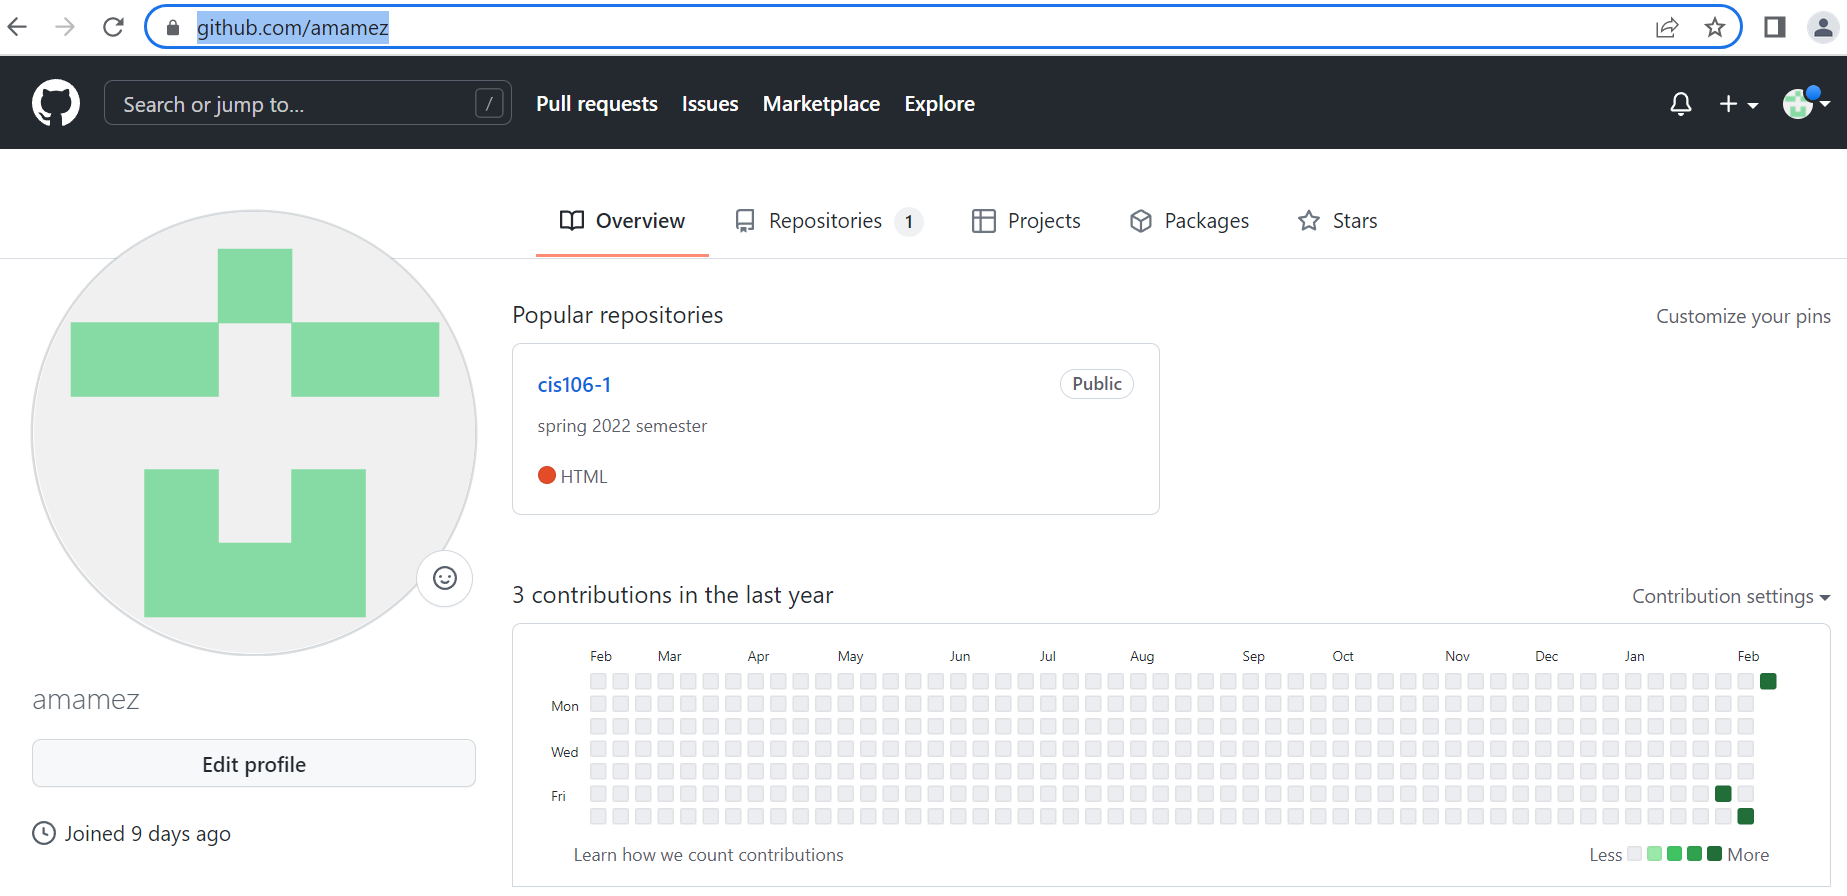 github.com/amamez
Search or jump to... /
Pull requests Issues Marketplace Explore
Overview Repositories 1 Projects Packages Stars
Popular repositories
Customize your pins
cis106-1 Public
spring 2022 semester
HTML
3 contributions in the last year
Contribution settings
Feb Mar Apr May Jun Jul Aug Sep Oct Nov Dec Jan Feb
Mon
Wed
Fri
Learn how we count contributions
Less More
amamez
Edit profile
Joined 9 days ago